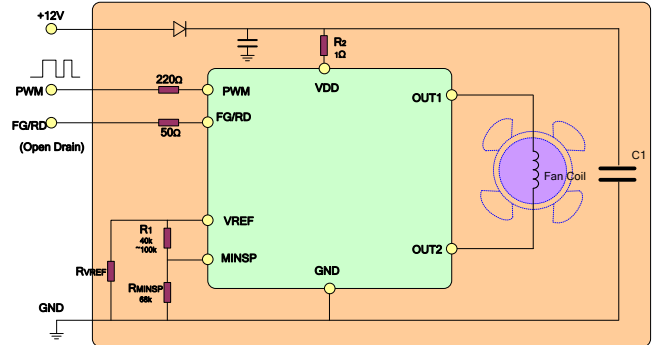 +12V
R2
1Ω
220Ω
PWM
PWM
VDD
OUT1
FG/RD
FG/RD
50Ω
(Open Drain)
C1
Fan Coil
VREF
R1
40k
~100k
MINSP
OUT2
RVREF
GND
RMINSP
68k
GND